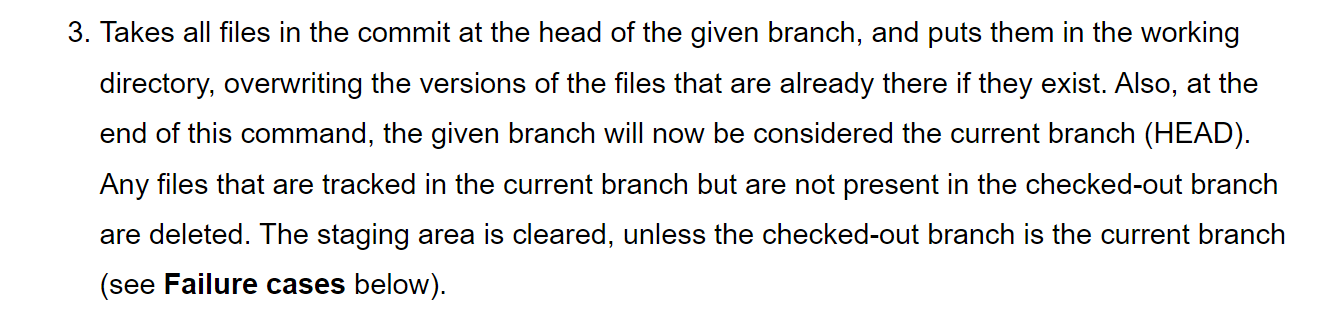 3. Takes all files in the commit at the head of the given branch, and puts them in the working
directory, overwriting the versions of the files that are already there if they exist. Also, at the
end of this command, the given branch will now be considered the current branch (HEAD).
Any files that are tracked in the current branch but are not present in the checked-out branch
are deleted. The staging area is cleared, unless the checked-out branch is the current branch
(see Failure cases below).